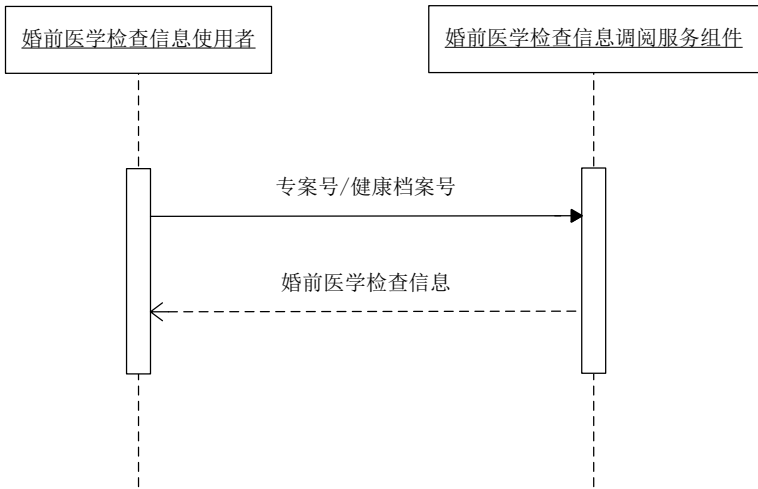 婚前医学检查信息使用者
婚前医学检查信息调阅服务组件
专案号/健康档案号
婚前医学检查信息